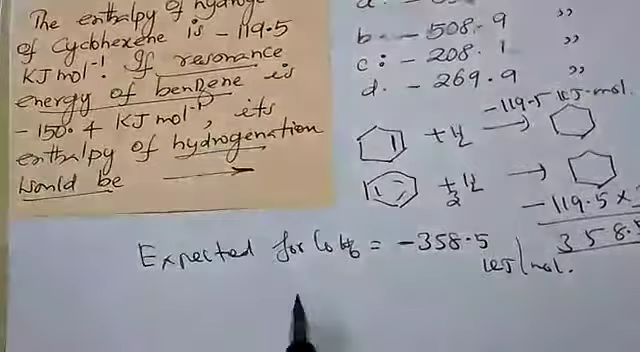 The enthalpy of hydroge
of Cyclohexene is - 119.5
KJ mol⁻¹. If resonance
energy of benzene is
- 150.4 KJ mol⁻¹, its
enthalpy of hydrogenation
would be
b. - 508.9 ,,
c: - 208.1 ,,
d. - 269.9 ,,
-119.5 KJ-mol.
+H₂
- 119.5 x
358.5
Expected for C₆H₆ = - 358.5
KJ/mol.